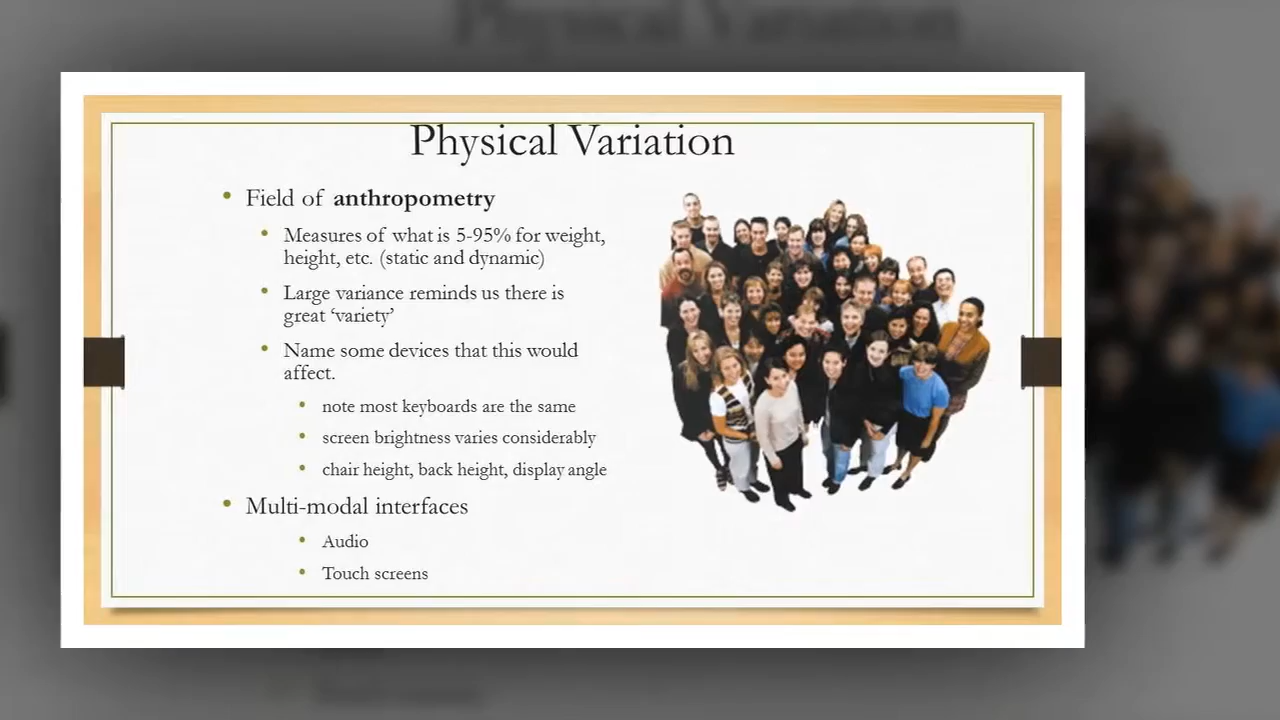 Physical Variation
Field of anthropometry
Measures of what is 5-95% for weight,
height, etc. (static and dynamic)
Large variance reminds us there is
great ‘variety’
Name some devices that this would
affect.
note most keyboards are the same
screen brightness varies considerably
chair height, back height, display angle
Multi-modal interfaces
Audio
Touch screens